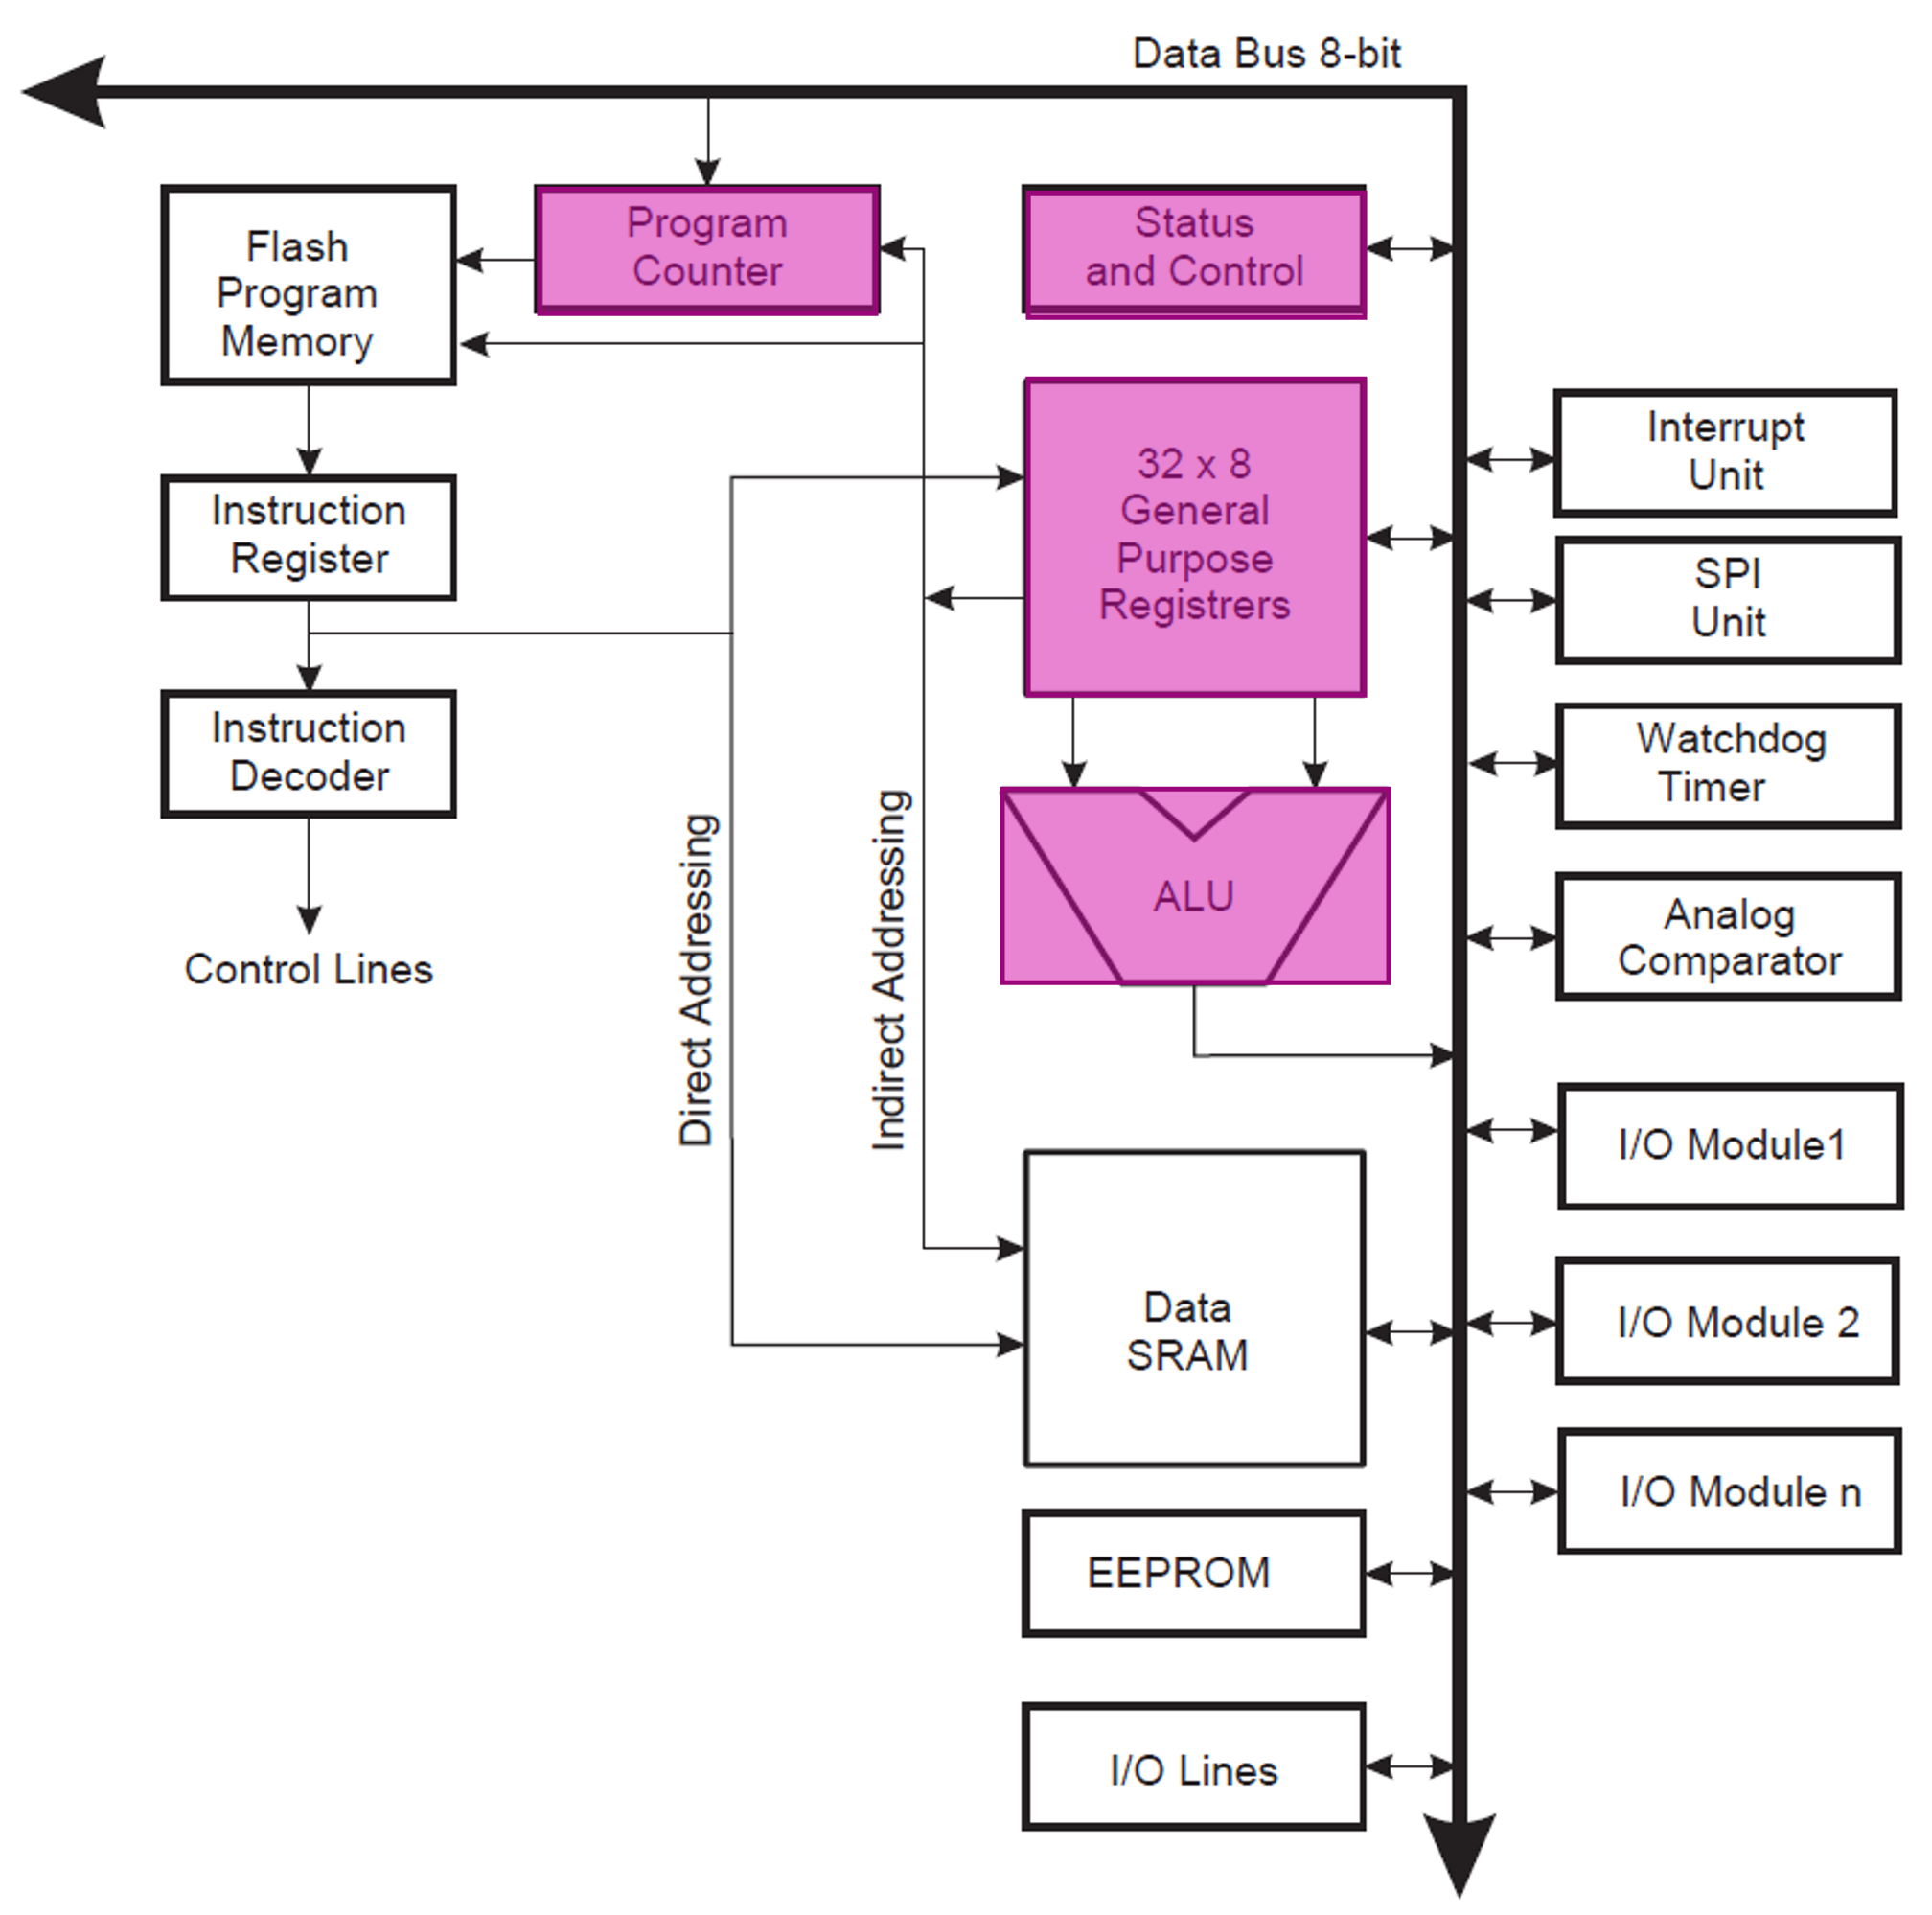 Data Bus 8-bit
Flash
Program
Memory
Program
Counter
Status
and Control
Instruction
Register
32 x 8
General
Purpose
Registrers
Interrupt
Unit
SPI
Unit
Instruction
Decoder
Watchdog
Timer
Control Lines
Direct Addressing
Indirect Addressing
ALU
Analog
Comparator
I/O Module1
Data
SRAM
I/O Module 2
I/O Module n
EEPROM
I/O Lines